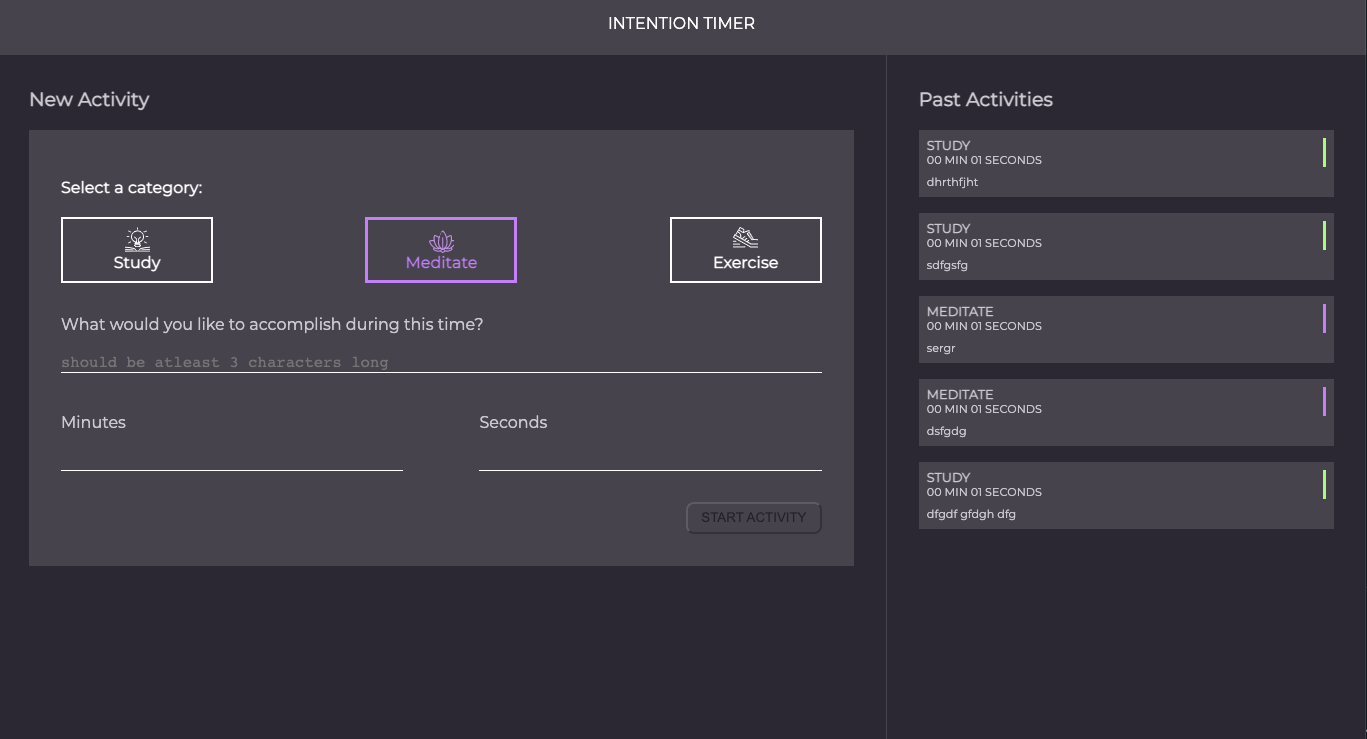 INTENTION TIMER
New Activity
Select a category:
Study
Meditate
Exercise
What would you like to accomplish during this time?
should be atleast 3 characters long
Minutes
Seconds
START ACTIVITY
Past Activities
STUDY
00 MIN 01 SECONDS
dhrthfjht
STUDY
00 MIN 01 SECONDS
sdfgsfg
MEDITATE
00 MIN 01 SECONDS
sergr
MEDITATE
00 MIN 01 SECONDS
dsfgdg
STUDY
00 MIN 01 SECONDS
dfgdf gfdgh dfg